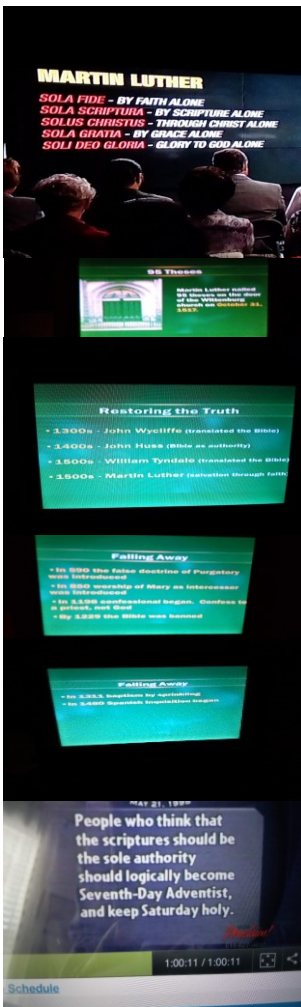 MARTIN LUTHER
SOLA FIDE - BY FAITH ALONE
SOLA SCRIPTURA - BY SCRIPTURE ALONE
SOLUS CHRISTUS - THROUGH CHRIST ALONE
SOLA GRATIA - BY GRACE ALONE
SOLI DEO GLORIA - GLORY TO GOD ALONE
95 Theses
Martin Luther nailed
95 theses on the door
of the Wittenburg
church on October 31,
1517.
Restoring the Truth
• 1300s - John Wycliffe (translated the Bible)
• 1400s - John Huss (Bible as authority)
• 1500s - William Tyndale (translated the Bible)
• 1500s - Martin Luther (salvation through faith)
Falling Away
• In 590 the false doctrine of Purgatory
was introduced
• In 850 worship of Mary as intercessor
was introduced
• In 1198 confessional began. Confess to
a priest, not God
• By 1229 the Bible was banned
Falling Away
• In 1311 baptism by sprinkling
• In 1480 Spanish Inquisition began
MAY 21, 1995
People who think that
the scriptures should be
the sole authority
should logically become
Seventh-Day Adventist,
and keep Saturday holy.
1:00:11 / 1:00:11
Schedule